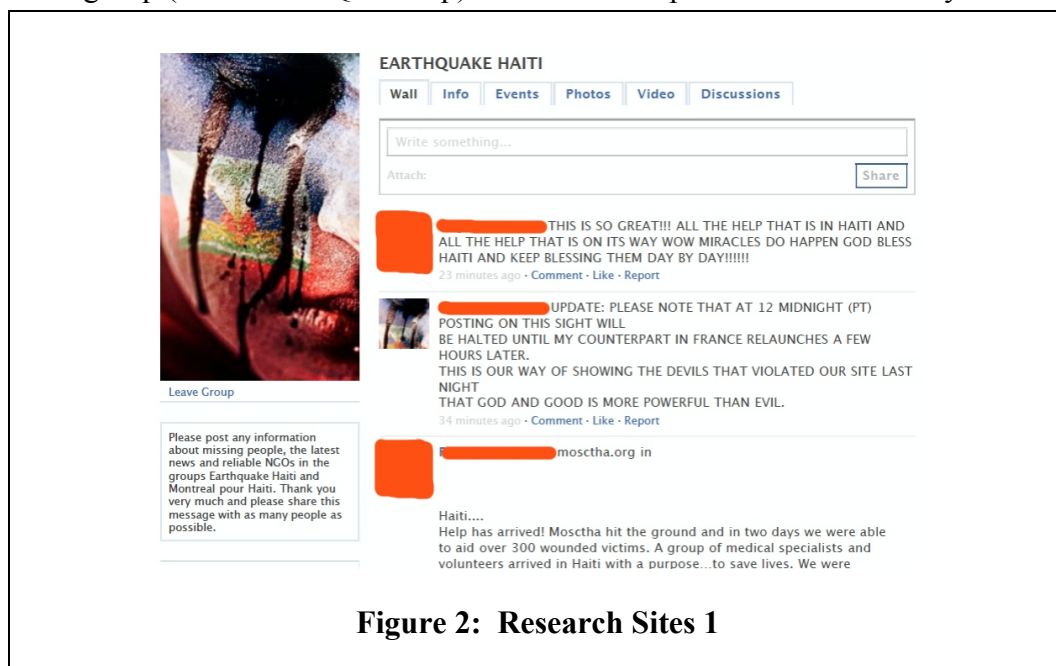 EARTHQUAKE HAITI
Wall Info Events Photos Video Discussions
Write something...
Attach:
Share
THIS IS SO GREAT!!! ALL THE HELP THAT IS IN HAITI AND
ALL THE HELP THAT IS ON ITS WAY WOW MIRACLES DO HAPPEN GOD BLESS
HAITI AND KEEP BLESSING THEM DAY BY DAY!!!!!!
23 minutes ago · Comment · Like · Report
UPDATE: PLEASE NOTE THAT AT 12 MIDNIGHT (PT)
POSTING ON THIS SIGHT WILL
BE HALTED UNTIL MY COUNTERPART IN FRANCE RELAUNCHES A FEW
HOURS LATER.
THIS IS OUR WAY OF SHOWING THE DEVILS THAT VIOLATED OUR SITE LAST
NIGHT
THAT GOD AND GOOD IS MORE POWERFUL THAN EVIL.
34 minutes ago · Comment · Like · Report
Leave Group
Please post any information
about missing people, the latest
news and reliable NGOs in the
groups Earthquake Haiti and
Montreal pour Haiti. Thank you
very much and please share this
message with as many people as
possible.
mosctha.org in
Haiti....
Help has arrived! Mosctha hit the ground and in two days we were able
to aid over 300 wounded victims. A group of medical specialists and
volunteers arrived in Haiti with a purpose...to save lives. We were
Figure 2: Research Sites 1